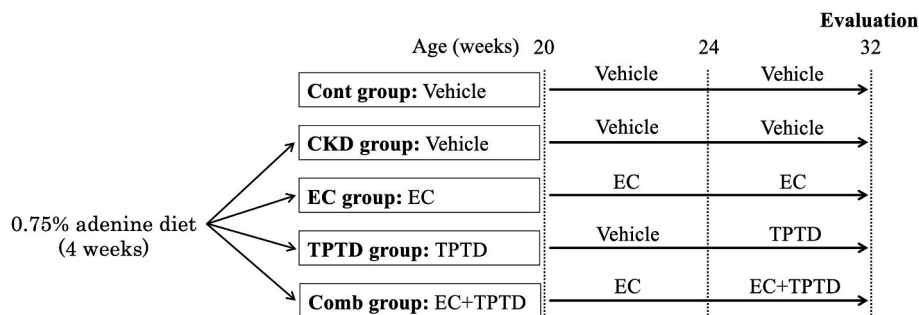 Evaluation
Age (weeks) 20 24 32
Cont group: Vehicle Vehicle Vehicle
CKD group: Vehicle Vehicle Vehicle
EC group: EC EC EC
0.75% adenine diet
(4 weeks)
TPTD group: TPTD Vehicle TPTD
Comb group: EC+TPTD EC EC+TPTD